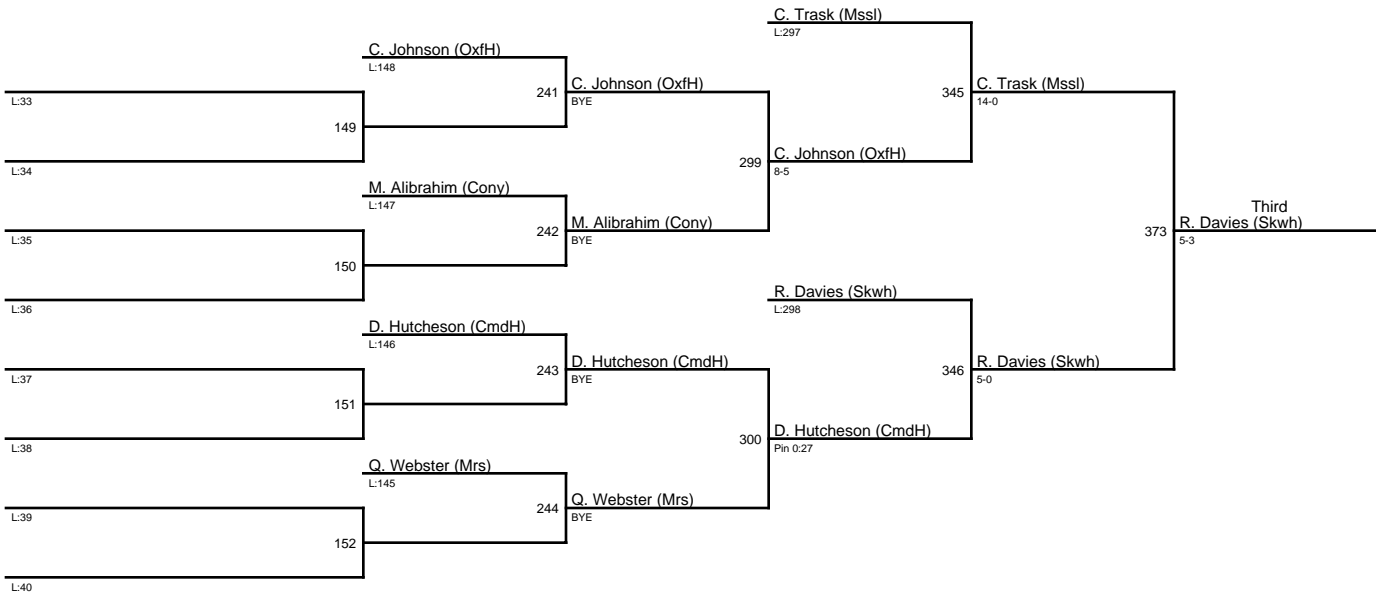 C. Trask (Mssl)
L:297
C. Johnson (OxfH)
L:148
241
C. Johnson (OxfH)
BYE
345
C. Trask (Mssl)
14-0
L:33
149
299
C. Johnson (OxfH)
8-5
L:34
M. Alibrahim (Cony)
L:147
242
M. Alibrahim (Cony)
BYE
Third
373
R. Davies (Skwh)
5-3
L:35
150
L:36
R. Davies (Skwh)
L:298
D. Hutcheson (CmdH)
L:146
243
D. Hutcheson (CmdH)
BYE
346
R. Davies (Skwh)
5-0
L:37
151
300
D. Hutcheson (CmdH)
Pin 0:27
L:38
Q. Webster (Mrs)
L:145
244
Q. Webster (Mrs)
BYE
L:39
152
L:40